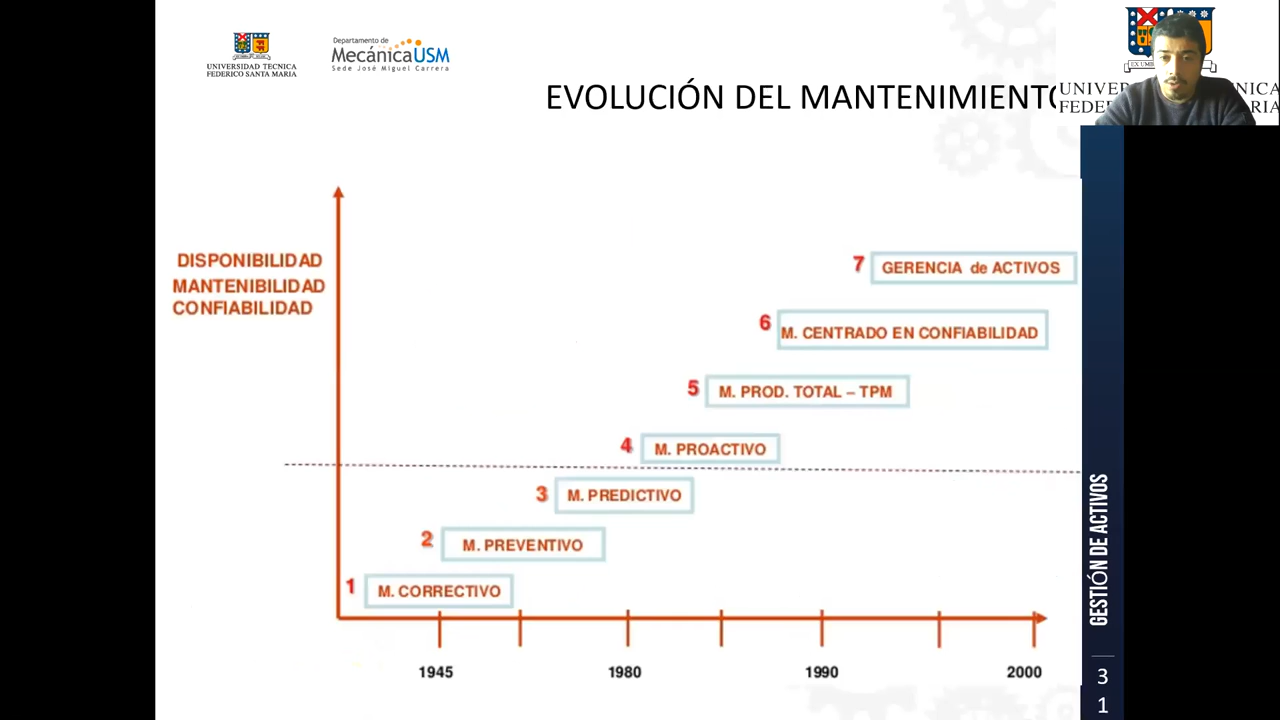 UNIVERSIDAD TECNICA
FEDERICO SANTA MARIA
Departamento de
MecánicaUSM
Sede José Miguel Carrera
EVOLUCIÓN DEL MANTENIMIENTO
DISPONIBILIDAD
MANTENIBILIDAD
CONFIABILIDAD
7 GERENCIA de ACTIVOS
6 M. CENTRADO EN CONFIABILIDAD
5 M. PROD. TOTAL – TPM
4 M. PROACTIVO
3 M. PREDICTIVO
2 M. PREVENTIVO
1 M. CORRECTIVO
1945 1980 1990 2000
GESTIÓN DE ACTIVOS
3
1